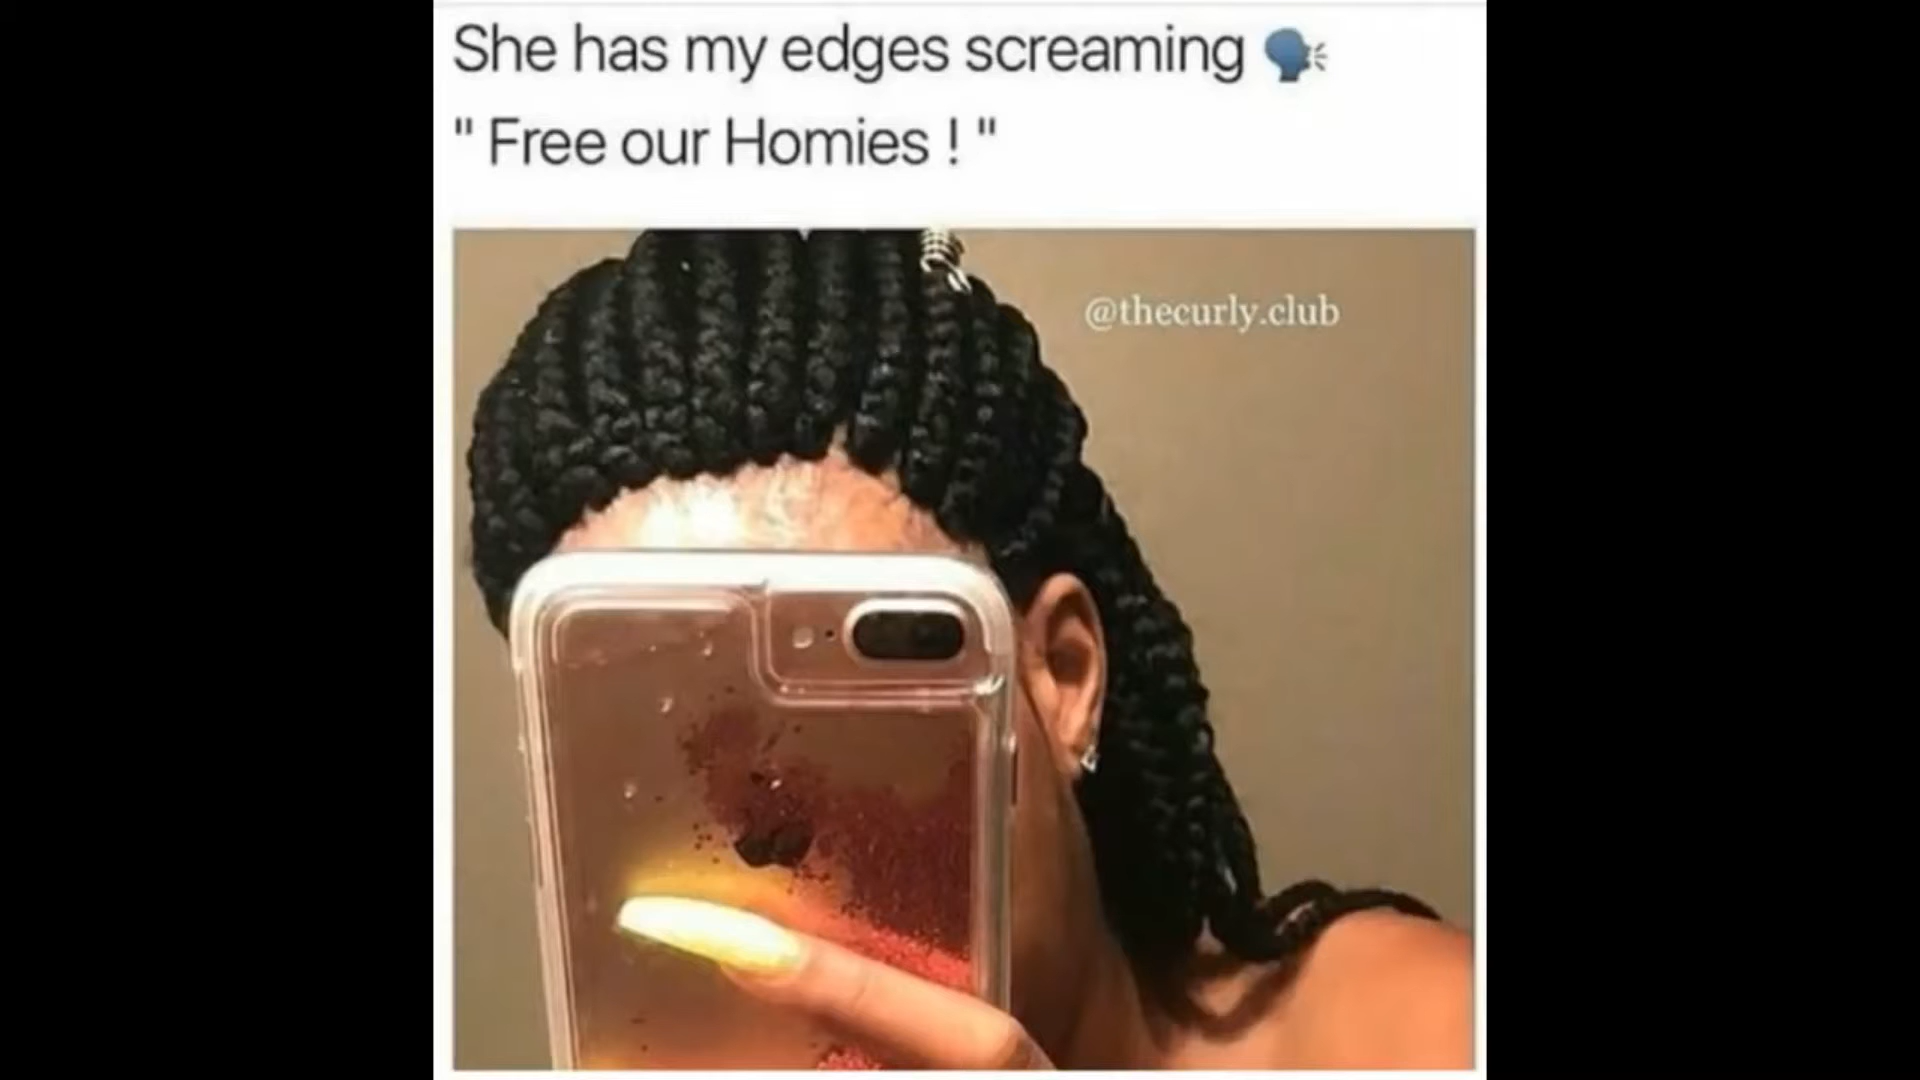 She has my edges screaming 🗣
" Free our Homies ! "
@thecurly.club